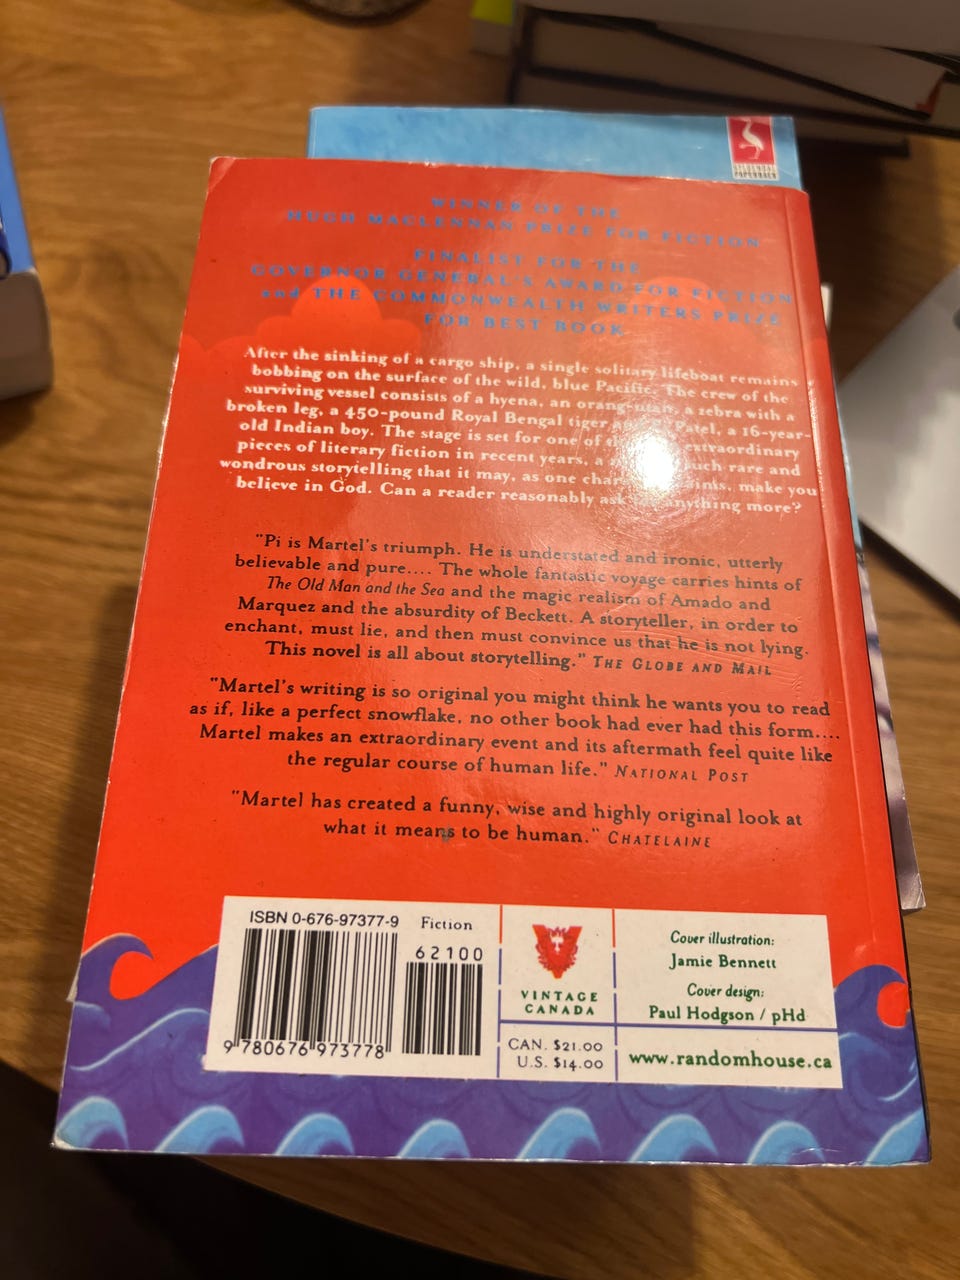 GYLDENDAL
PAPERBACK
WINNER OF THE
HUGH MACLENNAN PRIZE FOR FICTION
FINALIST FOR THE
GOVERNOR GENERAL'S AWARD FOR FICTION
and THE COMMONWEALTH WRITERS PRIZE
FOR BEST BOOK
After the sinking of a cargo ship, a single solitary lifeboat remains
bobbing on the surface of the wild, blue Pacific. The crew of the
surviving vessel consists of a hyena, an orang-utan, a zebra with a
broken leg, a 450-pound Royal Bengal tiger Patel, a 16-year-
old Indian boy. The stage is set for one of extraordinary
pieces of literary fiction in recent years, a such rare and
wondrous storytelling that it may, as one make you
believe in God. Can a reader reasonably ask anything more?
"Pi is Martel's triumph. He is understated and ironic, utterly
believable and pure.... The whole fantastic voyage carries hints of
The Old Man and the Sea and the magic realism of Amado and
Marquez and the absurdity of Beckett. A storyteller, in order to
enchant, must lie, and then must convince us that he is not lying.
This novel is all about storytelling." THE GLOBE AND MAIL
"Martel's writing is so original you might think he wants you to read
as if, like a perfect snowflake, no other book had ever had this form....
Martel makes an extraordinary event and its aftermath feel quite like
the regular course of human life." NATIONAL POST
"Martel has created a funny, wise and highly original look at
what it means to be human." CHATELAINE
ISBN 0-676-97377-9 Fiction
62100
9 780676 973778
VINTAGE
CANADA
CAN. $21.00
U.S. $14.00
Cover illustration:
Jamie Bennett
Cover design:
Paul Hodgson / pHd
www.randomhouse.ca